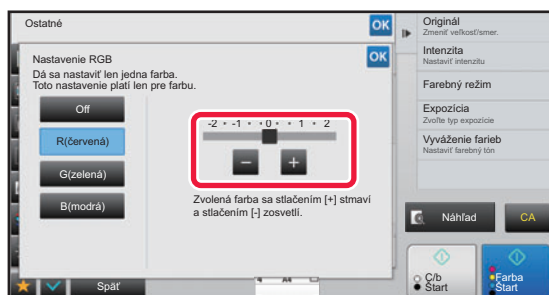 Ostatné
OK
Nastavenie RGB
OK
Dá sa nastaviť len jedna farba.
Toto nastavenie platí len pre farbu.
Off
R(červená)
G(zelená)
B(modrá)
-2 • -1 • • 0 • • 1 • 2
− +
Zvolená farba sa stlačením [+] stmaví
a stlačením [-] zosvetlí.
Späť
A4
Originál
Zmeniť veľkosť/smer.
Intenzita
Nastaviť intenzitu
Farebný režim
Expozícia
Zvoľte typ expozície
Vyváženie farieb
Nastaviť farebný tón
Náhľad
CA
Č/b
Štart
Farba
Štart